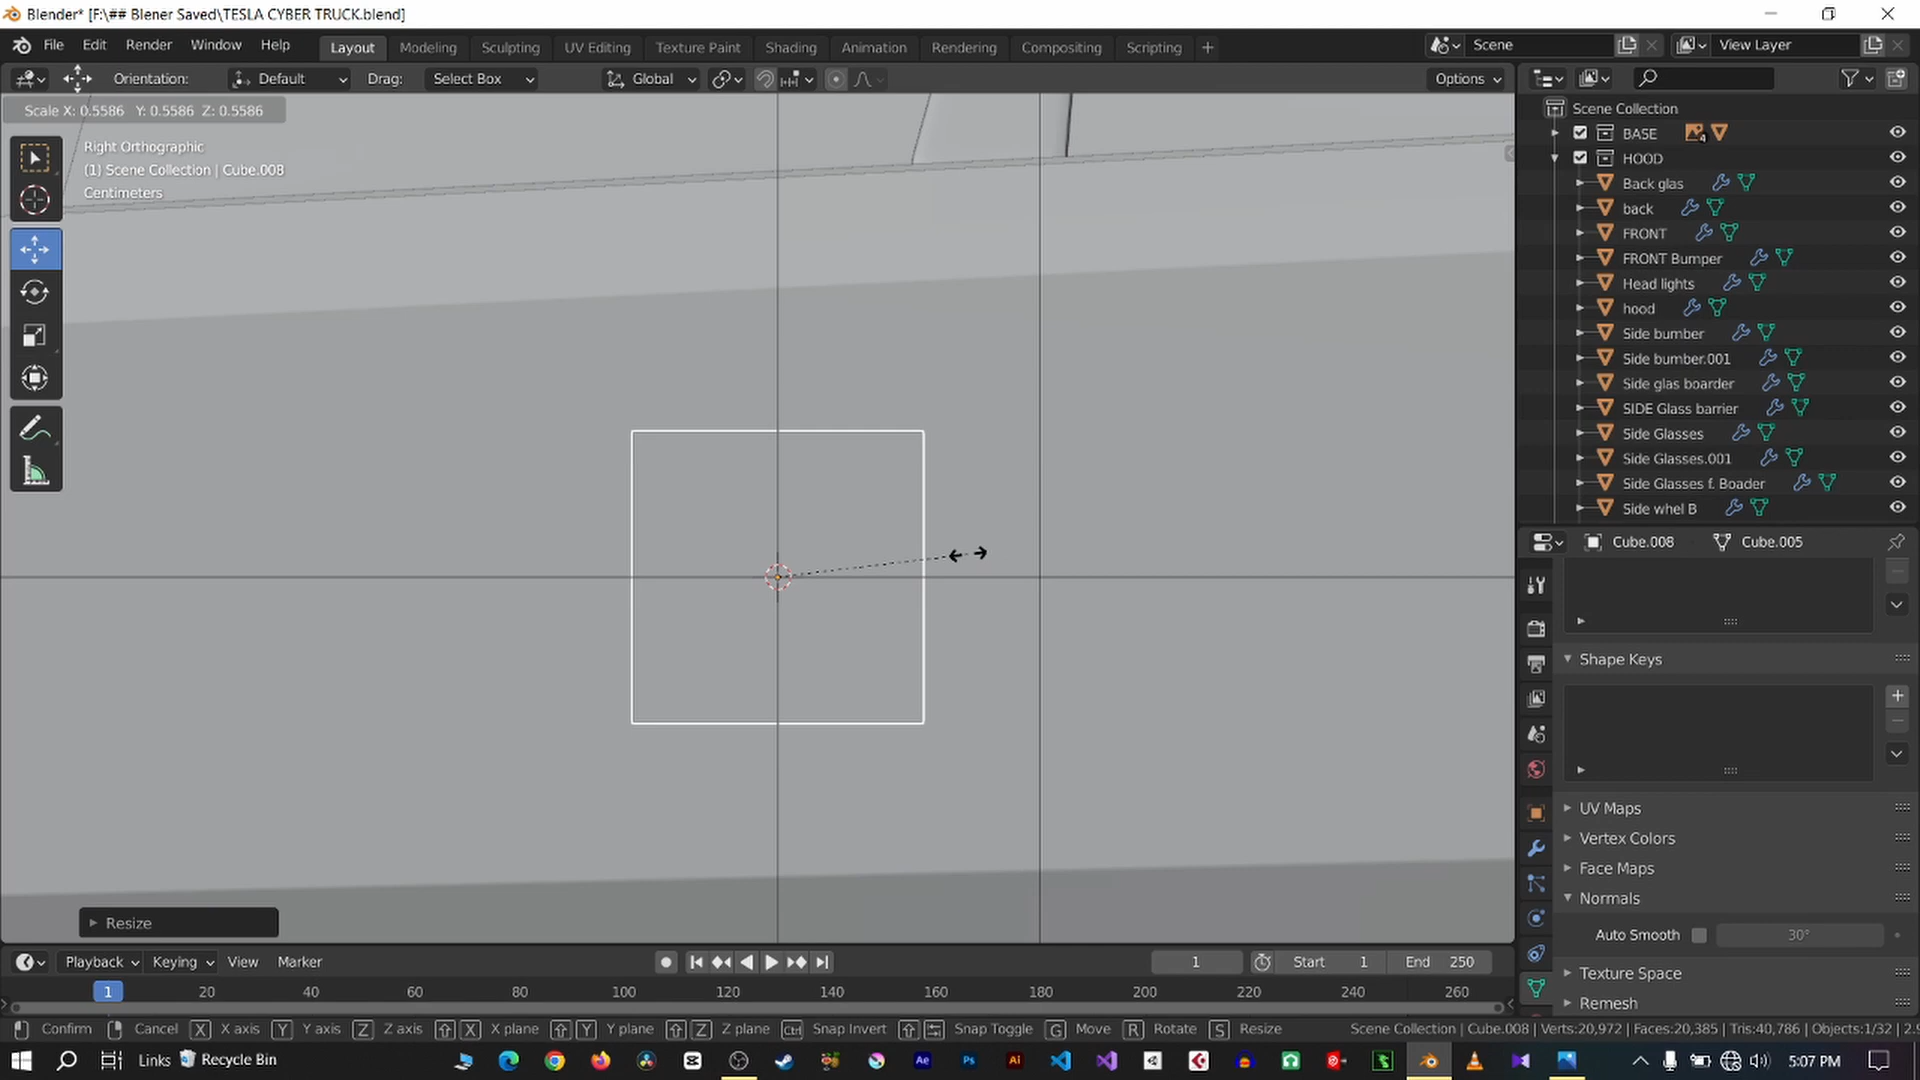 Blender* [F:\## Blener Saved\TESLA CYBER TRUCK.blend]
File Edit Render Window Help Layout Modeling Sculpting UV Editing Texture Paint Shading Animation Rendering Compositing Scripting + Scene View Layer
Orientation: Default Drag: Select Box Global Options
Scale X: 0.5586 Y: 0.5586 Z: 0.5586
Right Orthographic
(1) Scene Collection | Cube.008
Centimeters
Scene Collection
BASE 4
HOOD
Back glas
back
FRONT
FRONT Bumper
Head lights
hood
Side bumber
Side bumber.001
Side glas boarder
SIDE Glass barrier
Side Glasses
Side Glasses.001
Side Glasses f. Boader
Side whel B
Cube.008 Cube.005
Shape Keys
UV Maps
Vertex Colors
Face Maps
Normals
Auto Smooth 30°
Texture Space
Remesh
Resize
Playback Keying View Marker 1 Start 1 End 250
1 20 40 60 80 100 120 140 160 180 200 220 240 260
Confirm Cancel X X axis Y Y axis Z Z axis X X plane Y Y plane Z Z plane Ctrl Snap Invert Snap Toggle G Move R Rotate S Resize Scene Collection | Cube.008 | Verts:20,972 | Faces:20,385 | Tris:40,786 | Objects:1/32 | 2.9
Links Recycle Bin Ae Ps Ai 5:07 PM